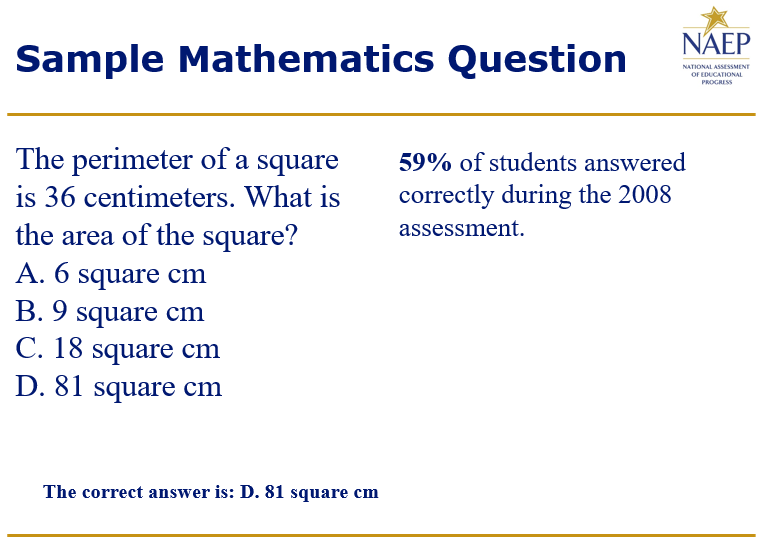 Sample Mathematics Question
NAEP
NATIONAL ASSESSMENT
OF EDUCATIONAL
PROGRESS
The perimeter of a square
is 36 centimeters. What is
the area of the square?
A. 6 square cm
B. 9 square cm
C. 18 square cm
D. 81 square cm
59% of students answered
correctly during the 2008
assessment.
The correct answer is: D. 81 square cm